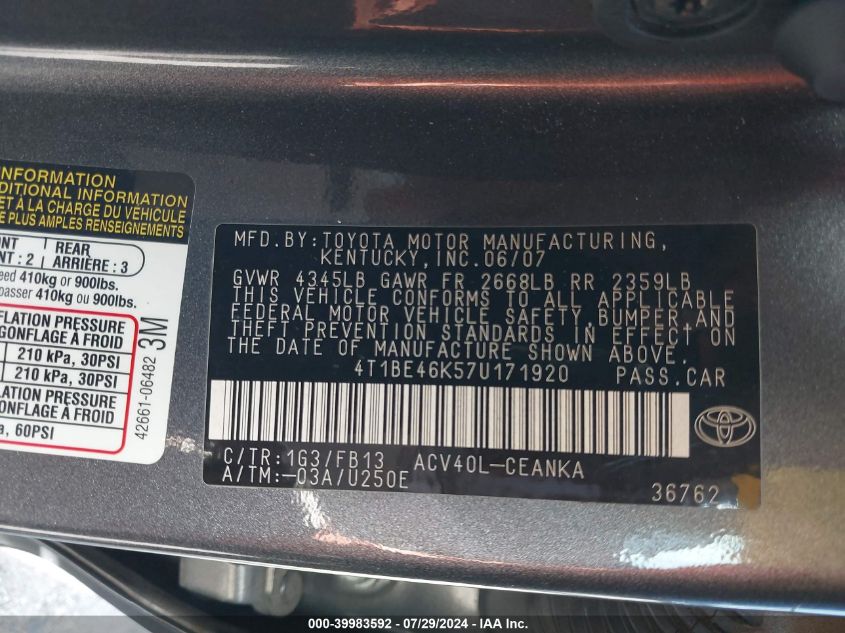 INFORMATION
DITIONAL INFORMATION
ET À LA CHARGE DU VÉHICULE
PLUS AMPLES RENSEIGNEMENTS
NT : 2
REAR
ARRIÈRE : 3
eed 410kg or 900lbs.
passer 410kg ou 900lbs.
FLATION PRESSURE
GONFLAGE À FROID
210 kPa, 30PSI
210 kPa, 30PSI
FLATION PRESSURE
GONFLAGE À FROID
a, 60PSI
42661-06482 3M
MFD.BY:TOYOTA MOTOR MANUFACTURING,
KENTUCKY,INC.06/07
GVWR 4345LB GAWR FR 2668LB RR 2359LB
THIS VEHICLE CONFORMS TO ALL APPLICABLE
FEDERAL MOTOR VEHICLE SAFETY,BUMPER,AND
THEFT PREVENTION STANDARDS IN EFFECT ON
THE DATE OF MANUFACTURE SHOWN ABOVE.
4T1BE46K57U171920 PASS.CAR
C/TR:1G3/FB13 ACV40L-CEANKA
A/TM:-03A/U250E
36762
000-39983592 / 07/29/2024 - IAA Inc.